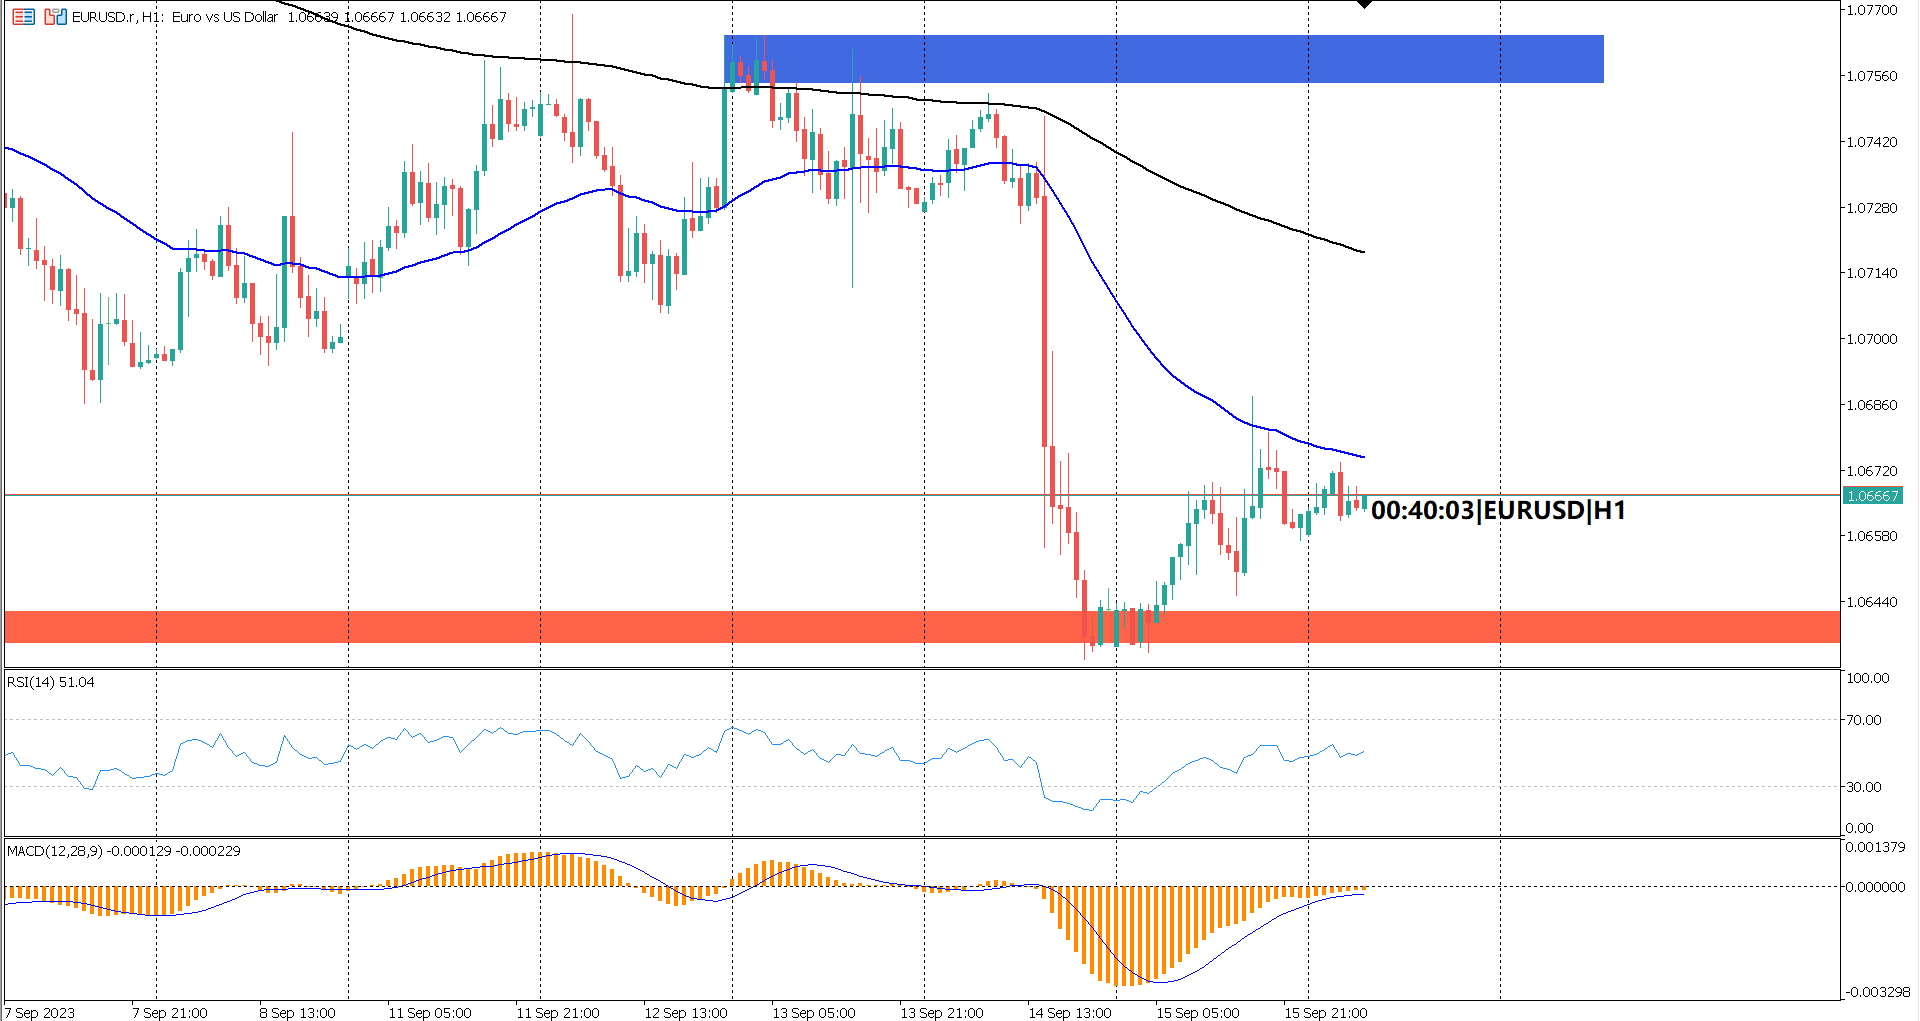 EURUSD.r, H1: Euro vs US Dollar 1.06639 1.06667 1.06632 1.06667
1.07700
1.07560
1.07420
1.07280
1.07140
1.07000
1.06860
1.06720
1.06667
00:40:03|EURUSD|H1
1.06580
1.06440
RSI(14) 51.04
100.00
70.00
30.00
0.00
MACD(12,28,9) -0.000129 -0.000229
0.001379
0.000000
-0.003298
7 Sep 2023
7 Sep 21:00
8 Sep 13:00
11 Sep 05:00
11 Sep 21:00
12 Sep 13:00
13 Sep 05:00
13 Sep 21:00
14 Sep 13:00
15 Sep 05:00
15 Sep 21:00